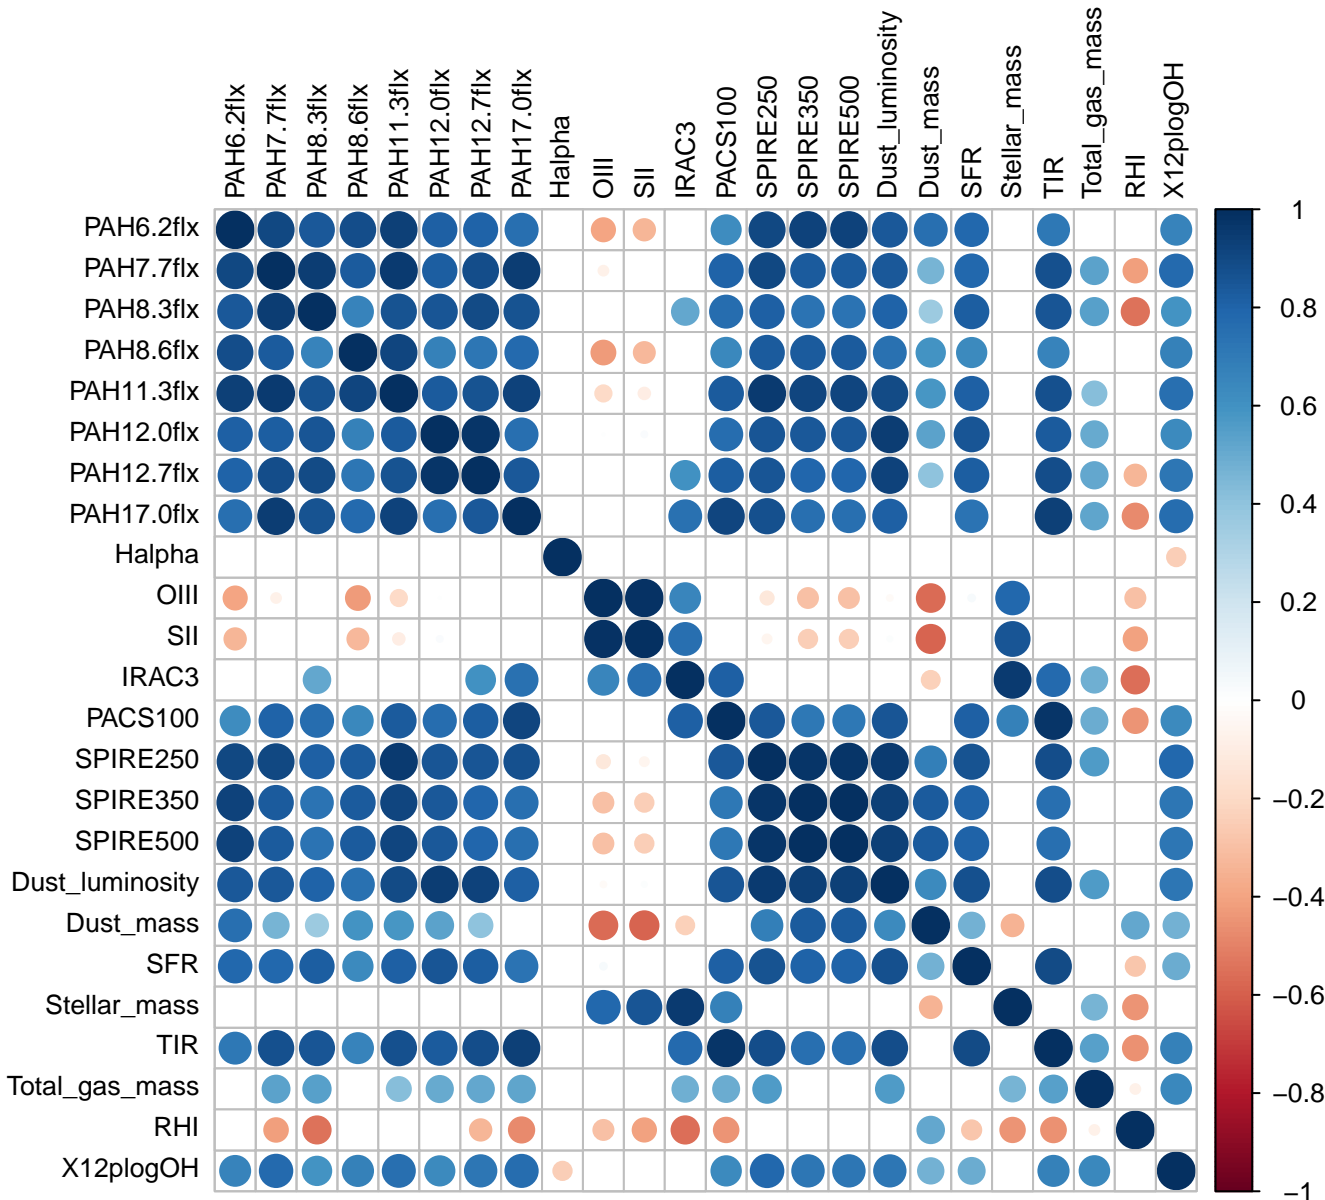 PAH6.2flx
PAH7.7flx
PAH8.3flx
PAH8.6flx
PAH11.3flx
PAH12.0flx
PAH12.7flx
PAH17.0flx
Halpha
OIII
SII
IRAC3
PACS100
SPIRE250
SPIRE350
SPIRE500
Dust_luminosity
Dust_mass
SFR
Stellar_mass
TIR
Total_gas_mass
RHI
X12plogOH
PAH6.2flx
PAH7.7flx
PAH8.3flx
PAH8.6flx
PAH11.3flx
PAH12.0flx
PAH12.7flx
PAH17.0flx
Halpha
OIII
SII
IRAC3
PACS100
SPIRE250
SPIRE350
SPIRE500
Dust_luminosity
Dust_mass
SFR
Stellar_mass
TIR
Total_gas_mass
RHI
X12plogOH
1
0.8
0.6
0.4
0.2
0
−0.2
−0.4
−0.6
−0.8
−1